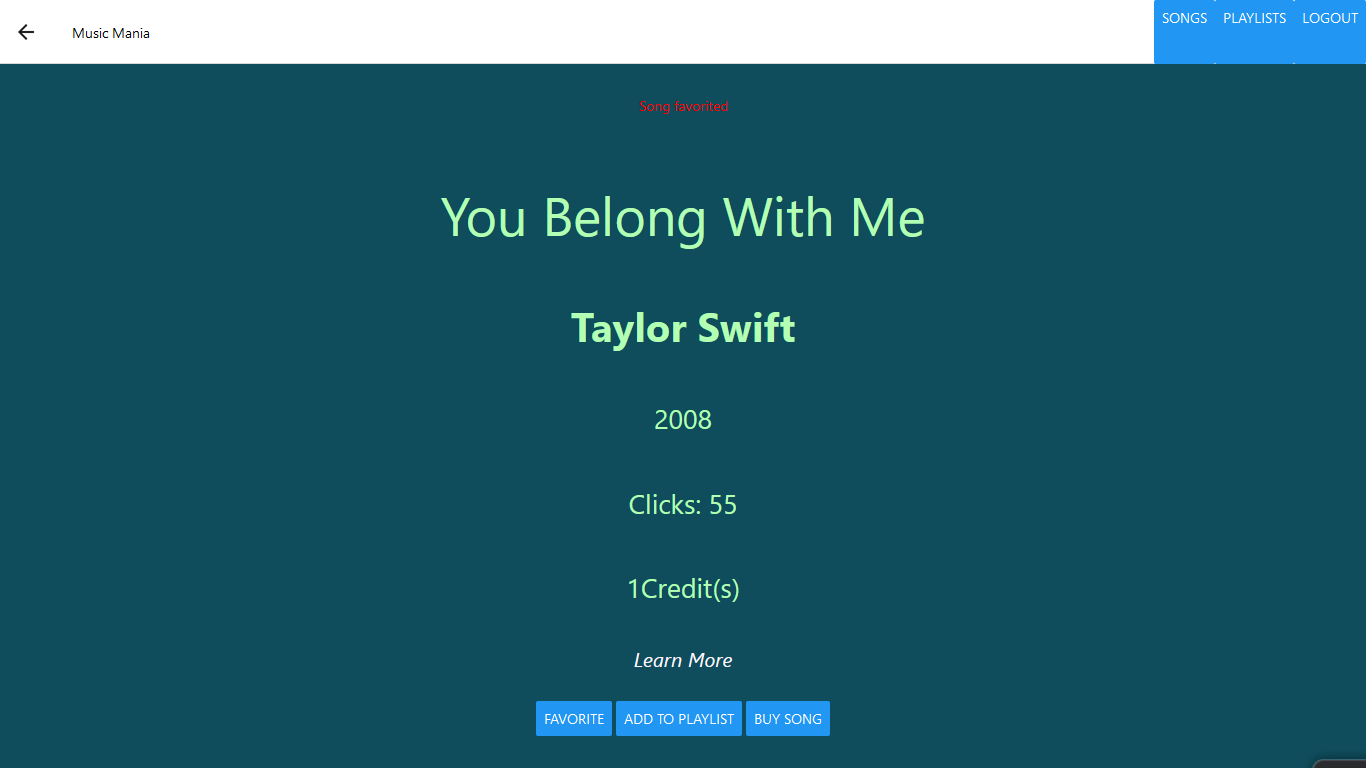 Music Mania
SONGS PLAYLISTS LOGOUT
Song favorited
You Belong With Me
Taylor Swift
2008
Clicks: 55
1Credit(s)
Learn More
FAVORITE ADD TO PLAYLIST BUY SONG